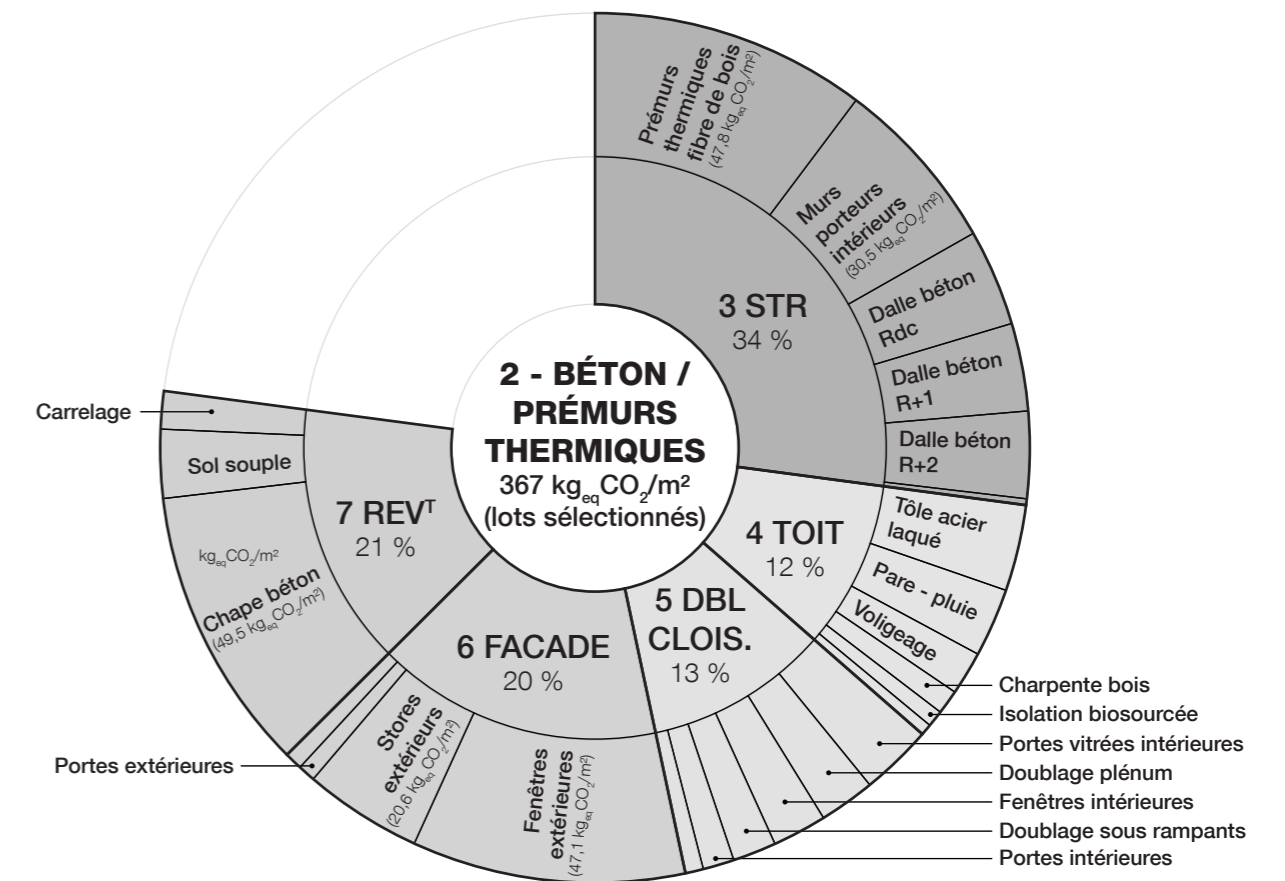 2 - BÉTON /
PRÉMURS
THERMIQUES
367 kgeqCO2/m²
(lots sélectionnés)
3 STR
34 %
Prémurs
thermiques
fibre de bois
(47,8 kgeqCO2/m²)
Murs
porteurs
intérieurs
(30,5 kgeqCO2/m²)
Dalle béton
Rdc
Dalle béton
R+1
Dalle béton
R+2
4 TOIT
12 %
Tôle acier
laqué
Pare - pluie
Voligeage
Charpente bois
Isolation biosourcée
5 DBL
CLOIS.
13 %
Portes vitrées intérieures
Doublage plénum
Fenêtres intérieures
Doublage sous rampants
Portes intérieures
6 FACADE
20 %
Fenêtres
extérieures
(47,1 kgeqCO2/m²)
Stores
extérieurs
(20,6 kgeqCO2/m²)
Portes extérieures
7 REVᵀ
21 %
kgeqCO2/m²
Chape béton
(49,5 kgeqCO2/m²)
Sol souple
Carrelage